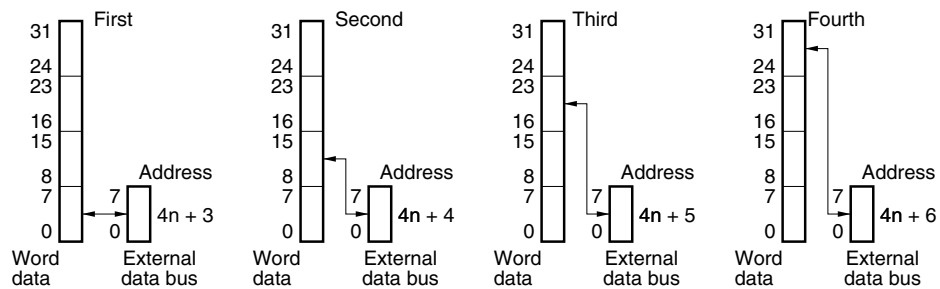 First
31
24
23
16
15
8
7
0
Word
data
Address
7
0
4n + 3
External
data bus
Second
31
24
23
16
15
8
7
0
Word
data
Address
7
0
4n + 4
External
data bus
Third
31
24
23
16
15
8
7
0
Word
data
Address
7
0
4n + 5
External
data bus
Fourth
31
24
23
16
15
8
7
0
Word
data
Address
7
0
4n + 6
External
data bus